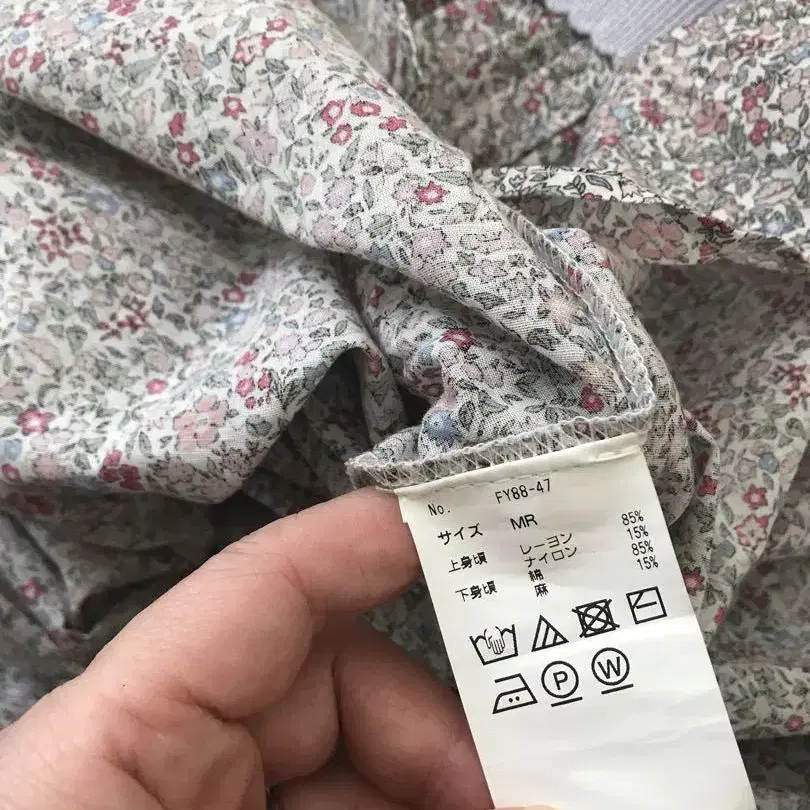 No. FY88-47
サイズ MR
上身頃 レーヨン 85%
ナイロン 15%
下身頃 綿 85%
麻 15%
P W